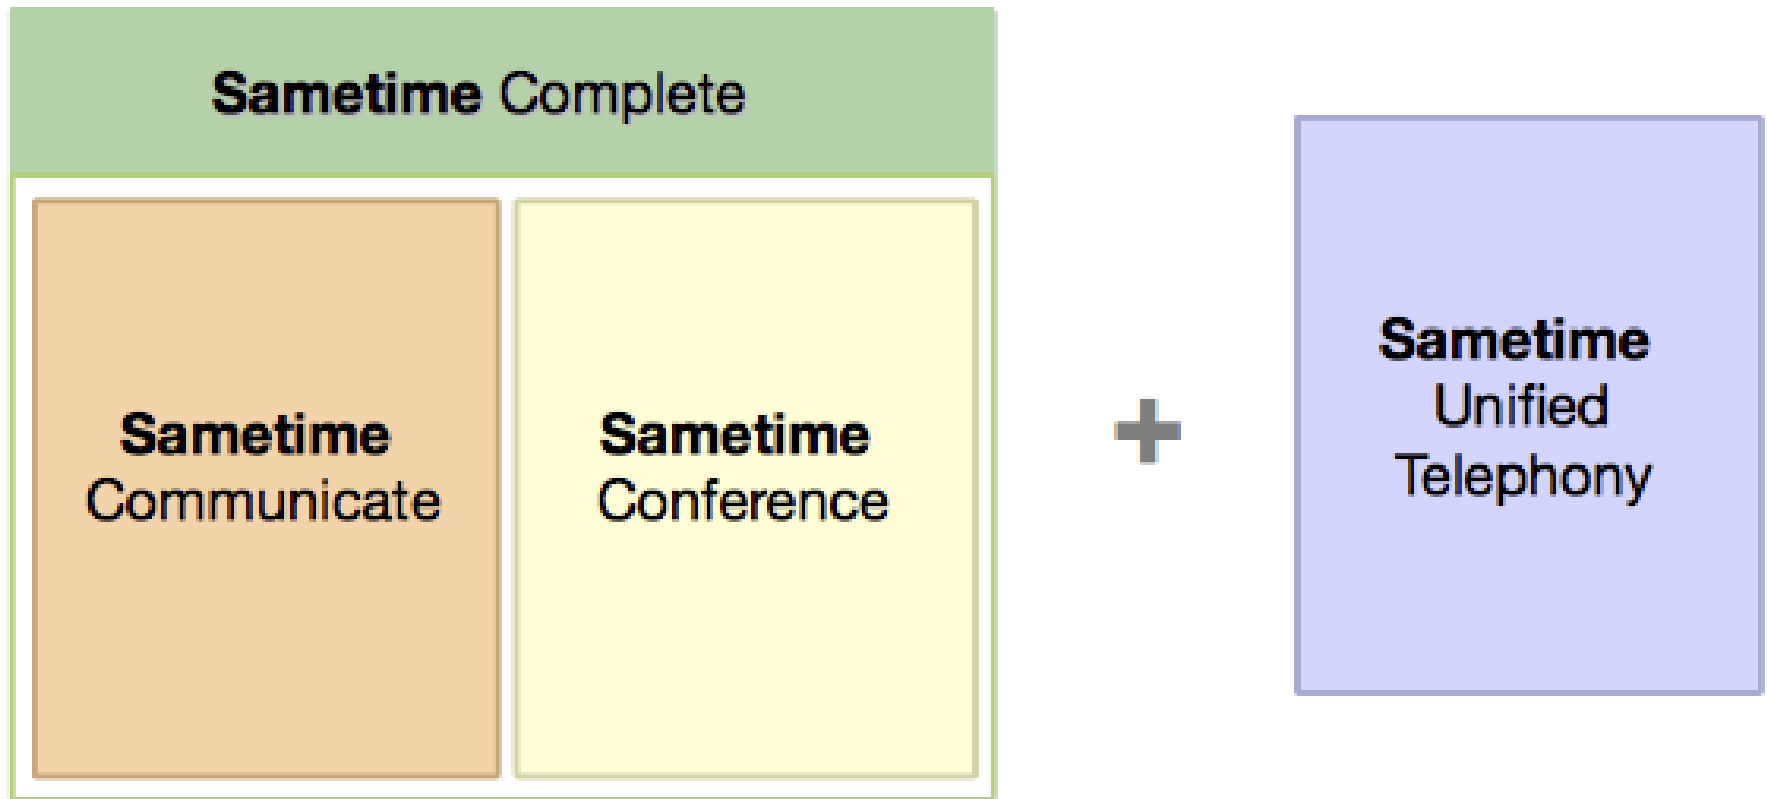 Sametime Complete
Sametime
Communicate
Sametime
Conference
+
Sametime
Unified
Telephony